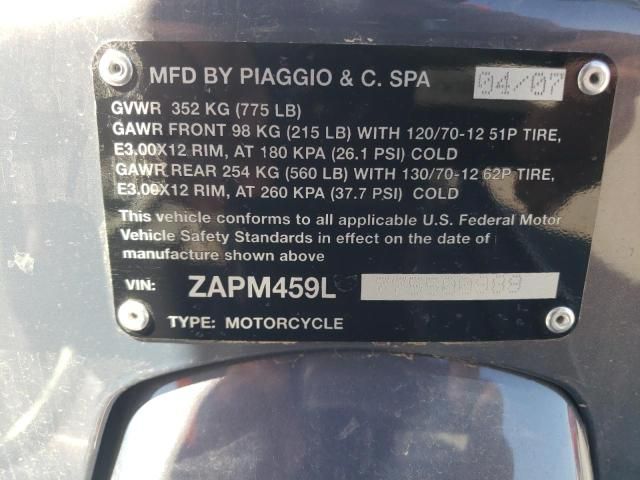 MFD BY PIAGGIO & C. SPA 04/07
GVWR 352 KG (775 LB)
GAWR FRONT 98 KG (215 LB) WITH 120/70-12 51P TIRE,
E3.00X12 RIM, AT 180 KPA (26.1 PSI) COLD
GAWR REAR 254 KG (560 LB) WITH 130/70-12 62P TIRE,
E3.00X12 RIM, AT 260 KPA (37.7 PSI) COLD
This vehicle conforms to all applicable U.S. Federal Motor
Vehicle Safety Standards in effect on the date of
manufacture shown above
VIN: ZAPM459L
TYPE: MOTORCYCLE